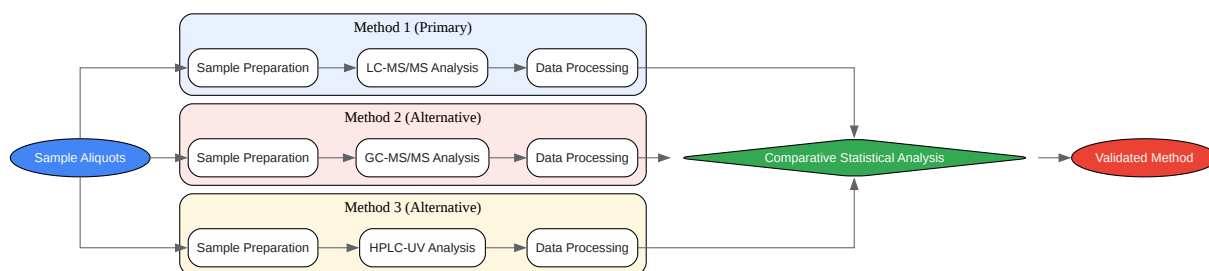 Method 1 (Primary)
Sample Preparation
LC-MS/MS Analysis
Data Processing
Method 2 (Alternative)
Sample Aliquots
Sample Preparation
GC-MS/MS Analysis
Data Processing
Comparative Statistical Analysis
Validated Method
Method 3 (Alternative)
Sample Preparation
HPLC-UV Analysis
Data Processing